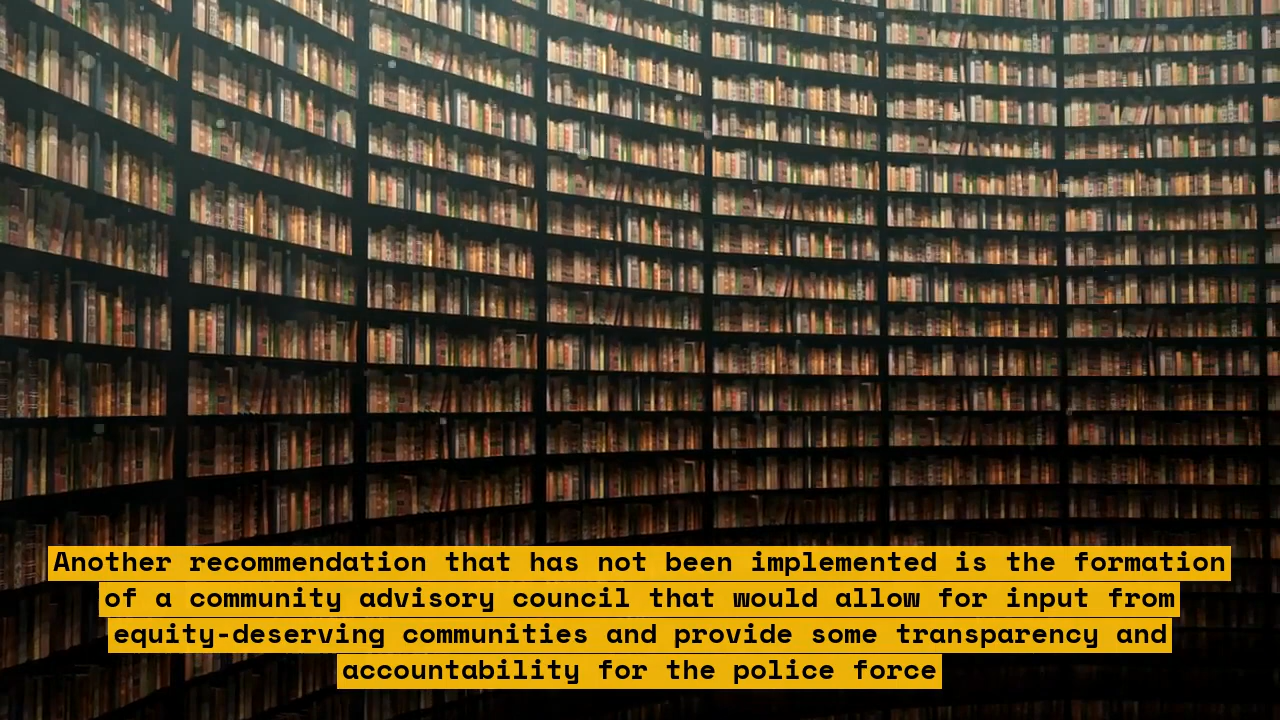 Another recommendation that has not been implemented is the formation
of a community advisory council that would allow for input from
equity-deserving communities and provide some transparency and
accountability for the police force